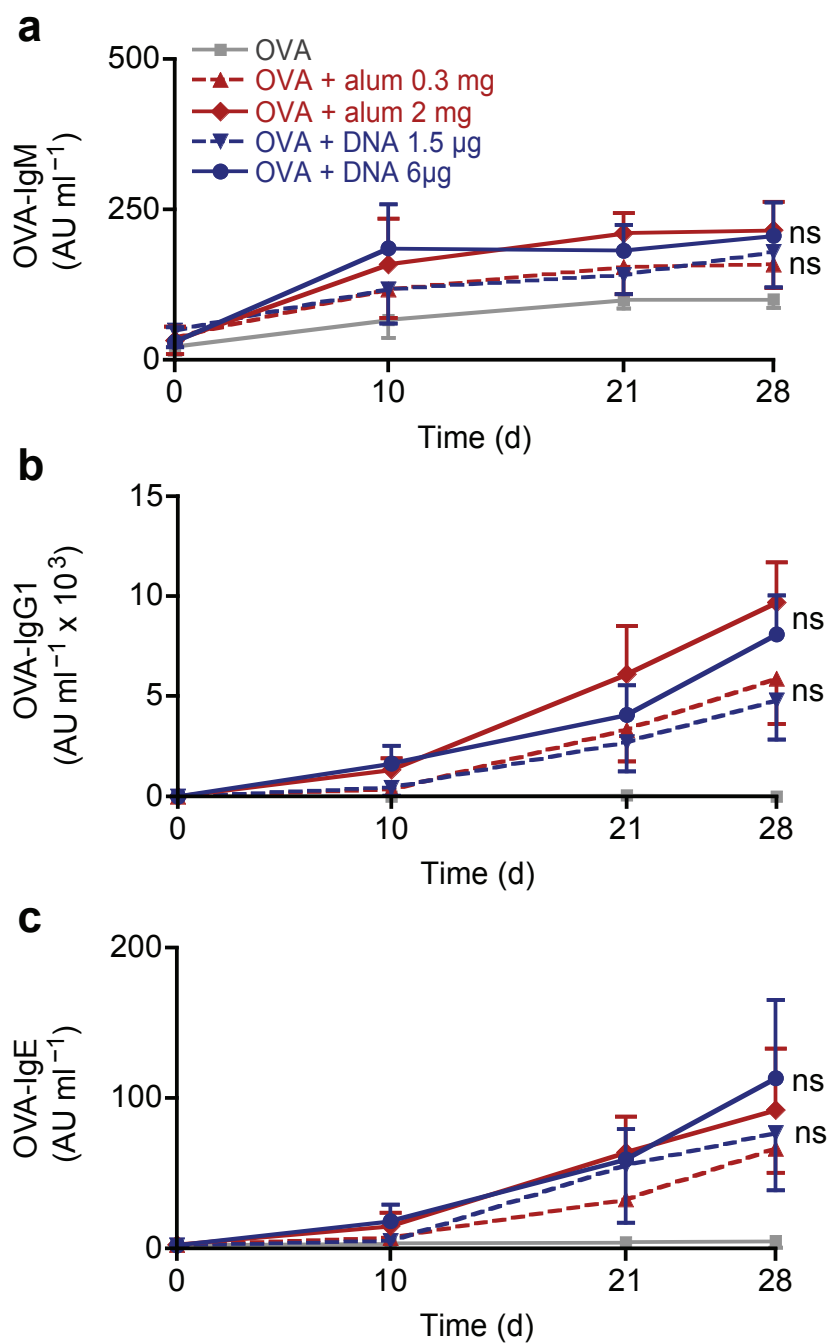 a
500
250
0
OVA-IgM
(AU ml⁻¹)
OVA
OVA + alum 0.3 mg
OVA + alum 2 mg
OVA + DNA 1.5 µg
OVA + DNA 6µg
ns
ns
0 10 21 28
Time (d)
b
15
10
5
0
OVA-IgG1
(AU ml⁻¹ x 10³)
ns
ns
0 10 21 28
Time (d)
c
200
100
0
OVA-IgE
(AU ml⁻¹)
ns
ns
0 10 21 28
Time (d)